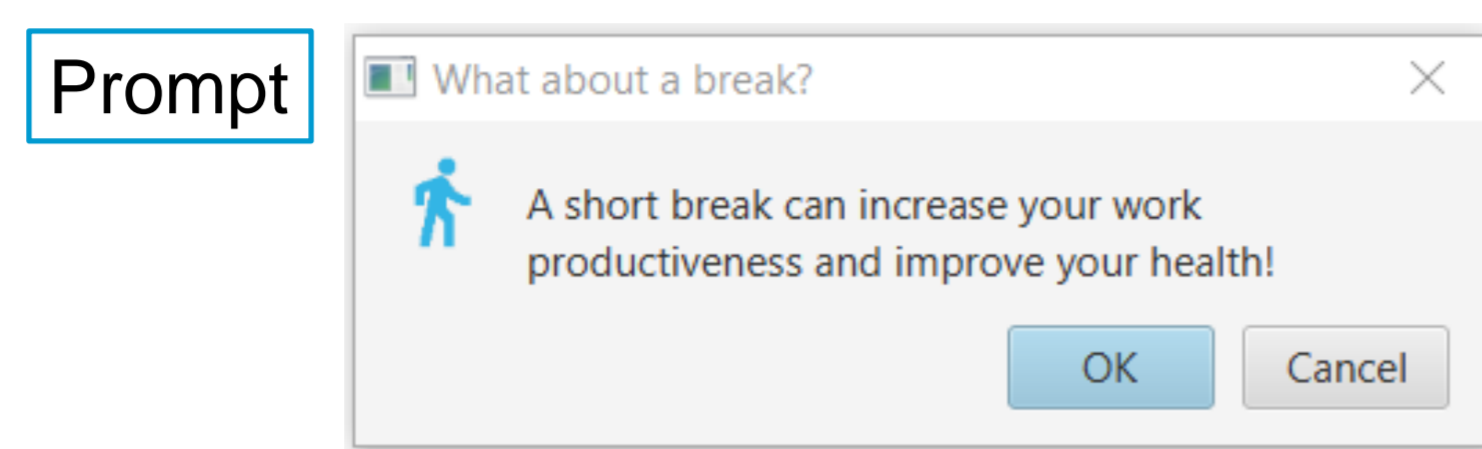 Prompt
What about a break?
A short break can increase your work
productiveness and improve your health!
OK
Cancel